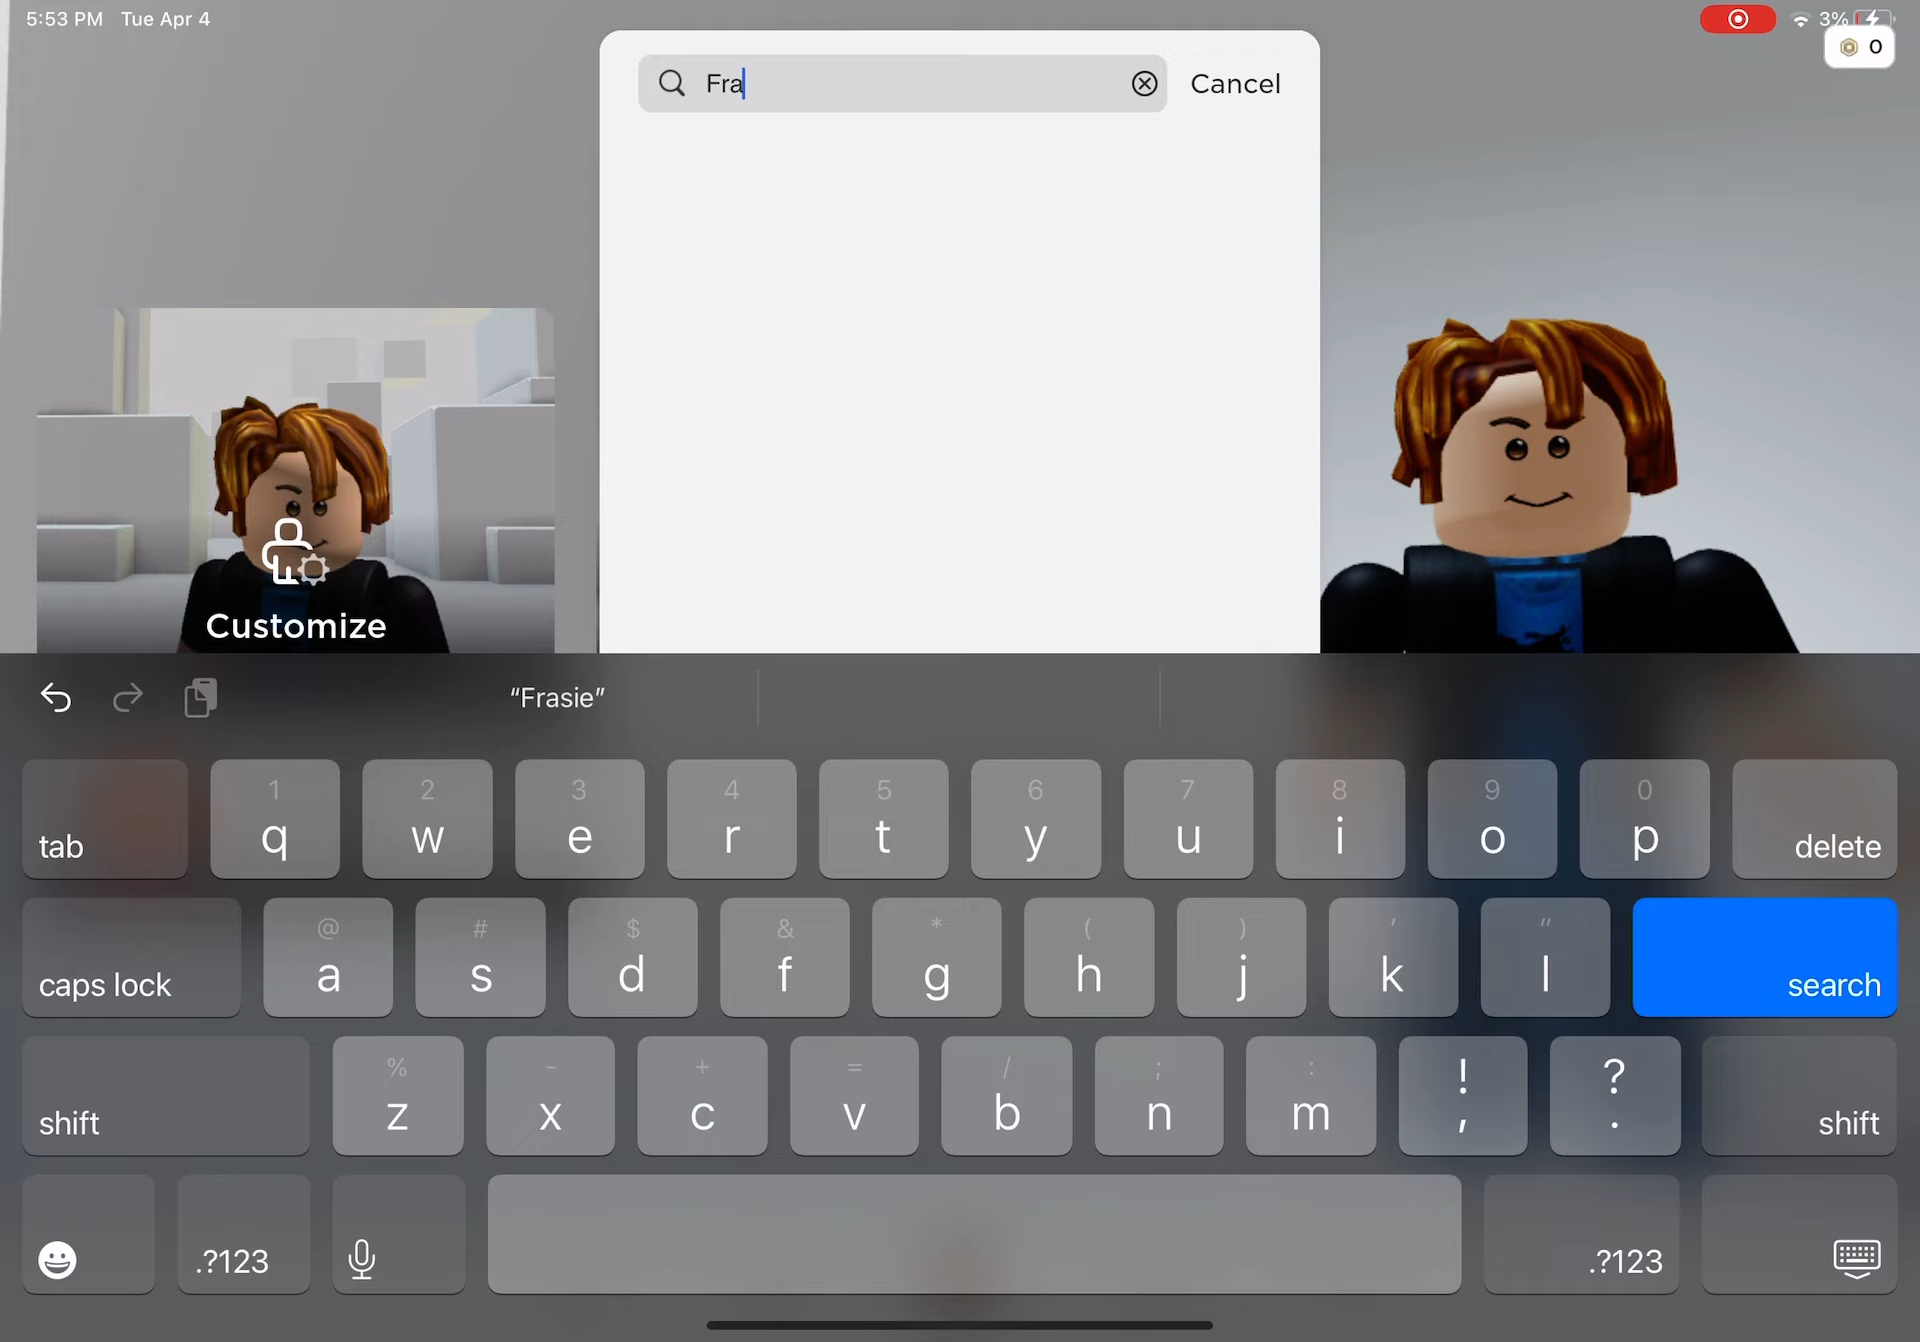 5:53 PM Tue Apr 4
3%
0
Fra
Cancel
Customize
“Frasie”
1 2 3 4 5 6 7 8 9 0
tab q w e r t y u i o p delete
@ # $ & * ( ) ' "
caps lock a s d f g h j k l search
% - + = / ; : ! ?
shift z x c v b n m , . shift
.?123 .?123